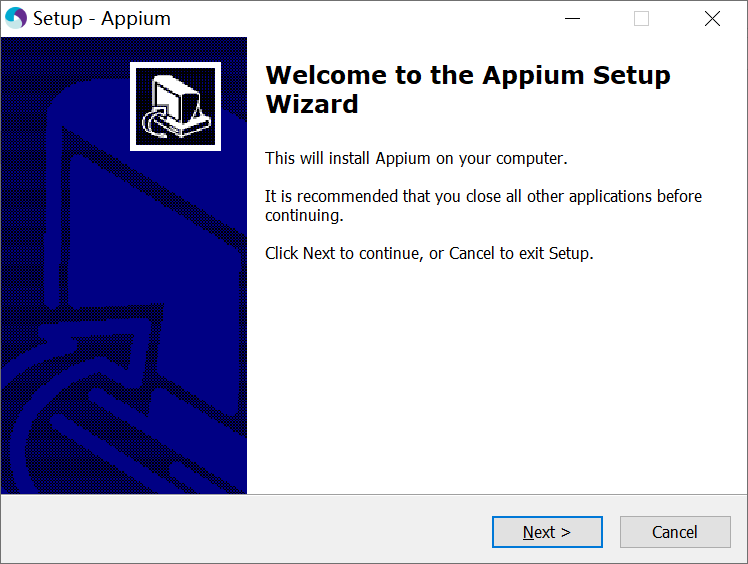 Setup - Appium
Welcome to the Appium Setup
Wizard
This will install Appium on your computer.
It is recommended that you close all other applications before
continuing.
Click Next to continue, or Cancel to exit Setup.
Next >
Cancel